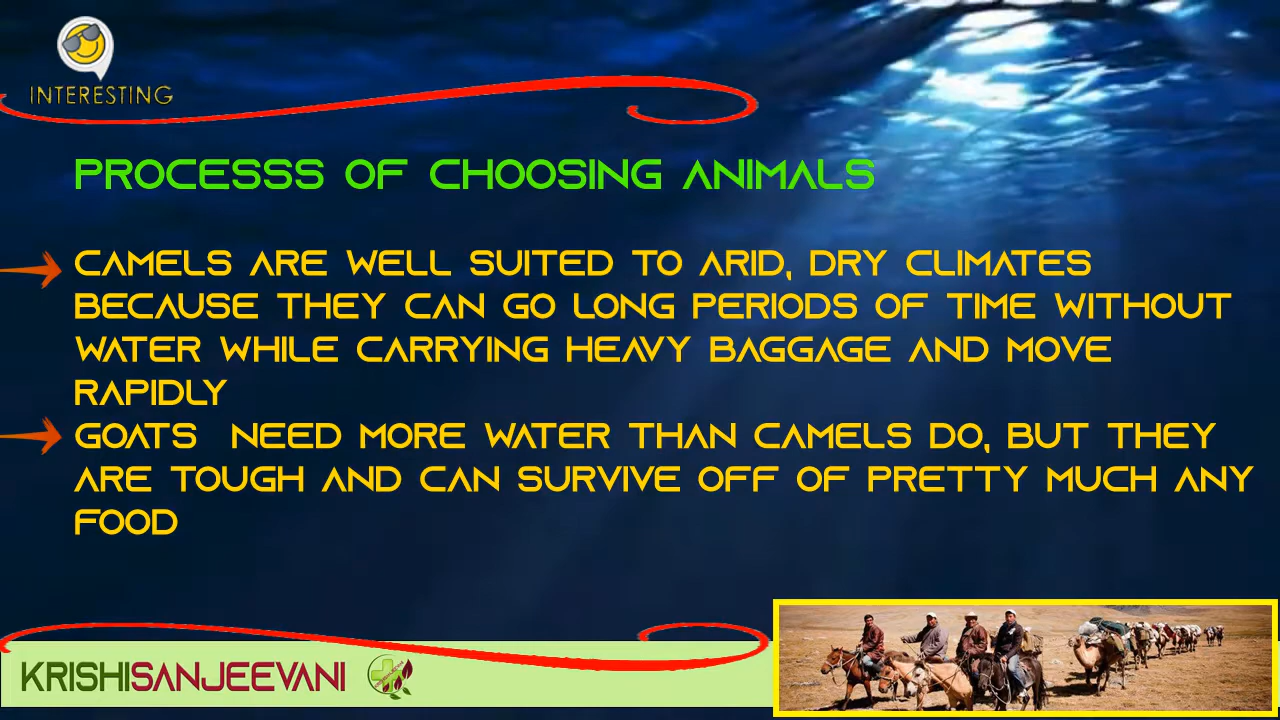 INTERESTING
PROCESSS OF CHOOSING ANIMALS
CAMELS ARE WELL SUITED TO ARID, DRY CLIMATES
BECAUSE THEY CAN GO LONG PERIODS OF TIME WITHOUT
WATER WHILE CARRYING HEAVY BAGGAGE AND MOVE
RAPIDLY
GOATS NEED MORE WATER THAN CAMELS DO, BUT THEY
ARE TOUGH AND CAN SURVIVE OFF OF PRETTY MUCH ANY
FOOD
KRISHISANJEEVANI